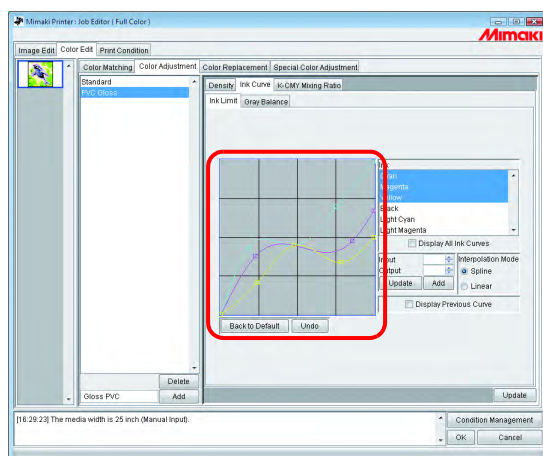 Mimaki Printer : Job Editor ( Full Color )
Mimaki
Image Edit Color Edit Print Condition
Color Matching Color Adjustment Color Replacement Special Color Adjustment
Standard
PVC Gloss
Density Ink Curve K-CMY Mixing Ratio
Ink Limit Gray Balance
Ink
Cyan
Magenta
Yellow
Black
Light Cyan
Light Magenta
Display All Ink Curves
Input
Output
Interpolation Mode
Spline
Linear
Update Add
Display Previous Curve
Back to Default Undo
Delete
Gloss PVC Add
Update
[16:29:23] The media width is 25 inch (Manual Input).
Condition Management
OK Cancel